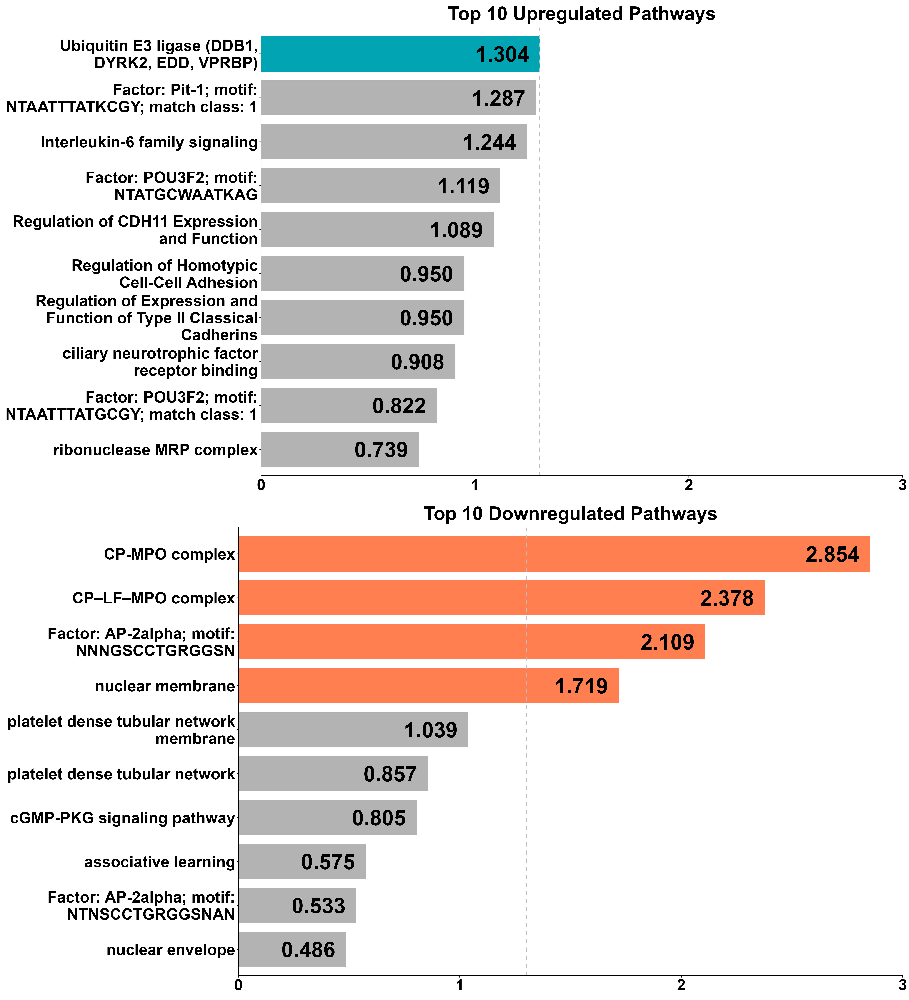 Top 10 Upregulated Pathways
Ubiquitin E3 ligase (DDB1,
DYRK2, EDD, VPRBP)
1.304
Factor: Pit-1; motif:
NTAATTTATKCGY; match class: 1
1.287
Interleukin-6 family signaling
1.244
Factor: POU3F2; motif:
NTATGCWAATKAG
1.119
Regulation of CDH11 Expression
and Function
1.089
Regulation of Homotypic
Cell-Cell Adhesion
0.950
Regulation of Expression and
Function of Type II Classical
Cadherins
0.950
ciliary neurotrophic factor
receptor binding
0.908
Factor: POU3F2; motif:
NTAATTTATGCGY; match class: 1
0.822
ribonuclease MRP complex
0.739
0 1 2 3
Top 10 Downregulated Pathways
CP-MPO complex
2.854
CP–LF–MPO complex
2.378
Factor: AP-2alpha; motif:
NNNGSCCTGRGGSN
2.109
nuclear membrane
1.719
platelet dense tubular network
membrane
1.039
platelet dense tubular network
0.857
cGMP-PKG signaling pathway
0.805
associative learning
0.575
Factor: AP-2alpha; motif:
NTNSCCTGRGGSNAN
0.533
nuclear envelope
0.486
0 1 2 3